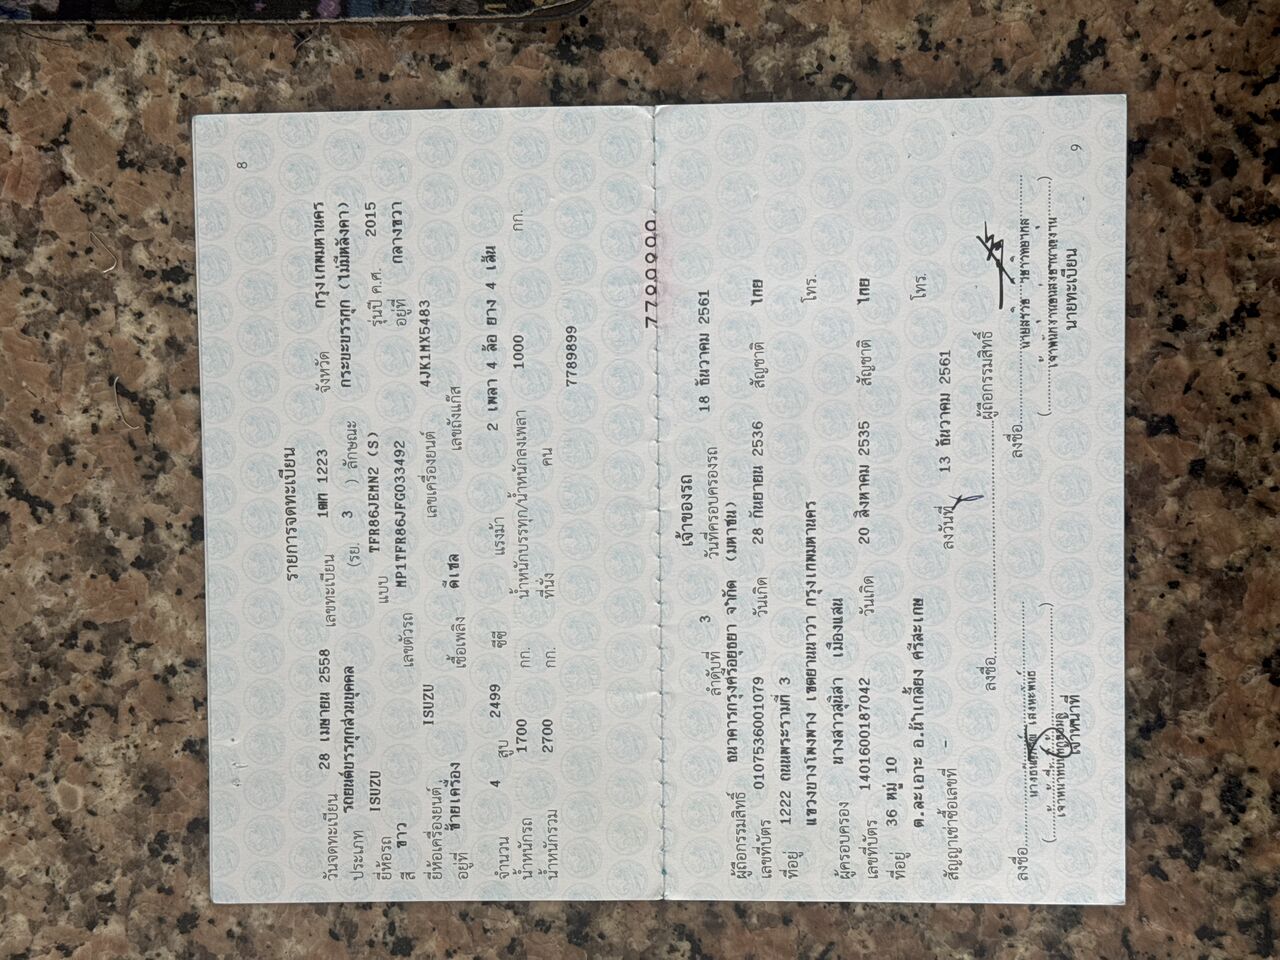 8
รายการจดทะเบียน
วันจดทะเบียน 28 เมษายน 2558 เลขทะเบียน 1ฒก 1223 จังหวัด กรุงเทพมหานคร
ประเภท รถยนต์บรรทุกส่วนบุคคล (รย. 3 ) ลักษณะ กระบะบรรทุก (ไม่มีหลังคา)
ยี่ห้อรถ ISUZU แบบ TFR86JEMN2 (S) รุ่นปี ค.ศ. 2015
สี ขาว เลขตัวรถ MP1TFR86JFG033492 อยู่ที่ กลางขวา
ยี่ห้อเครื่องยนต์ ISUZU เลขเครื่องยนต์ 4JK1MX5483
อยู่ที่ ซ้ายเครื่อง เชื้อเพลิง ดีเซล เลขถังแก๊ส
จำนวน 4 สูบ 2499 ซีซี แรงม้า 2 เพลา 4 ล้อ ยาง 4 เส้น
น้ำหนักรถ 1700 กก. น้ำหนักบรรทุก/น้ำหนักลงเพลา 1000 กก.
น้ำหนักรวม 2700 กก. ที่นั่ง คน
7789899
เจ้าของรถ
ลำดับที่ 3 วันที่ครอบครองรถ 18 ธันวาคม 2561
ผู้ถือกรรมสิทธิ์ ธนาคารกรุงศรีอยุธยา จำกัด (มหาชน)
เลขที่บัตร 0107536001079 วันเกิด 28 กันยายน 2536 สัญชาติ ไทย
ที่อยู่ 1222 ถนนพระรามที่ 3
แขวงบางโพงพาง เขตยานนาวา กรุงเทพมหานคร โทร.
ผู้ครอบครอง นางสาวสุนิสา เมืองแสน
เลขที่บัตร 1401600187042 วันเกิด 20 สิงหาคม 2535 สัญชาติ ไทย
ที่อยู่ 36 หมู่ 10
ต.ละเอาะ อ.น้ำเกลี้ยง ศรีสะเกษ โทร.
สัญญาเช่าซื้อเลขที่ - ลงวันที่ 13 ธันวาคม 2561
ลงชื่อ ผู้ถือกรรมสิทธิ์
ลงชื่อ ลงชื่อ
เจ้าหน้าที่ นายทะเบียน
9